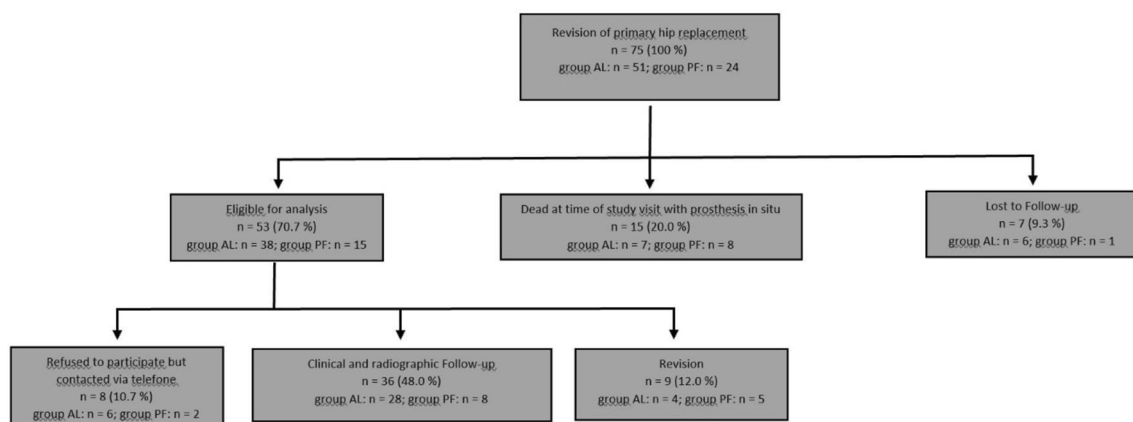 Revision of primary hip replacement
n = 75 (100 %)
group AL: n = 51; group PF: n = 24
Eligible for analysis
n = 53 (70.7 %)
group AL: n = 38; group PF: n = 15
Dead at time of study visit with prosthesis in situ
n = 15 (20.0 %)
group AL: n = 7; group PF: n = 8
Lost to Follow-up
n = 7 (9.3 %)
group AL: n = 6; group PF: n = 1
Refused to participate but
contacted via telefone
n = 8 (10.7 %)
group AL: n = 6; group PF: n = 2
Clinical and radiographic Follow-up
n = 36 (48.0 %)
group AL: n = 28; group PF: n = 8
Revision
n = 9 (12.0 %)
group AL: n = 4; group PF: n = 5